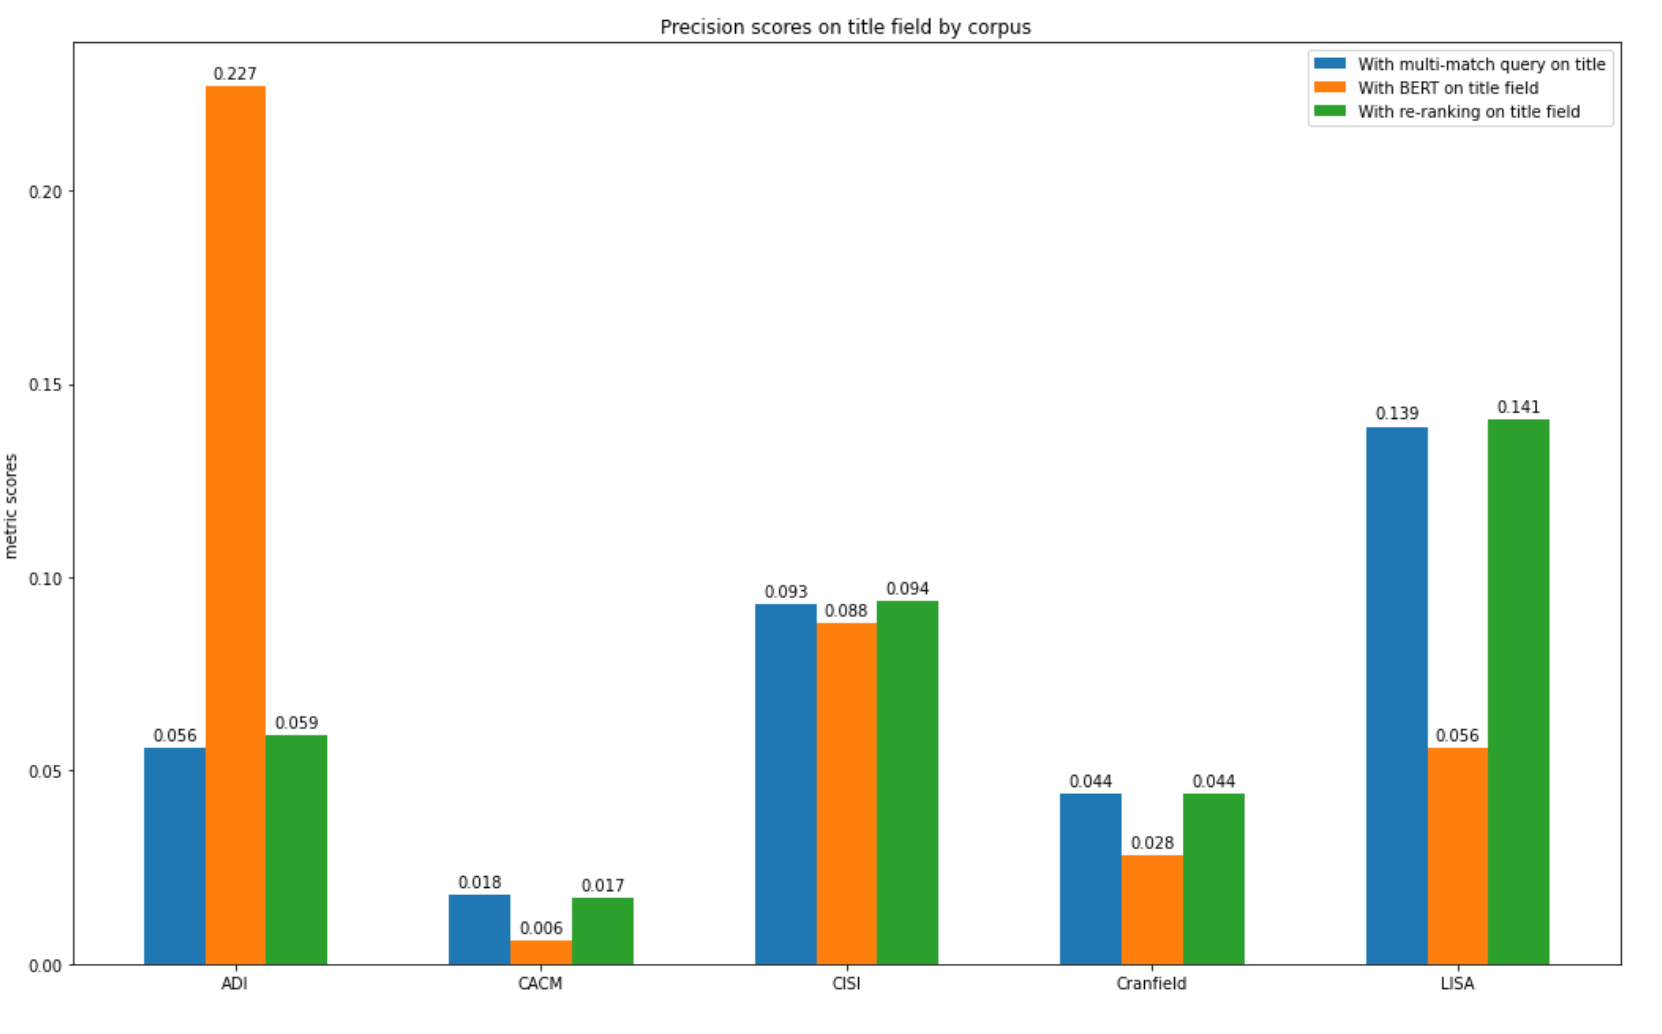 Precision scores on title field by corpus
With multi-match query on title
With BERT on title field
With re-ranking on title field
metric scores
0.20
0.15
0.10
0.05
0.00
0.056
0.227
0.059
0.018
0.006
0.017
0.093
0.088
0.094
0.044
0.028
0.044
0.139
0.056
0.141
ADI
CACM
CISI
Cranfield
LISA